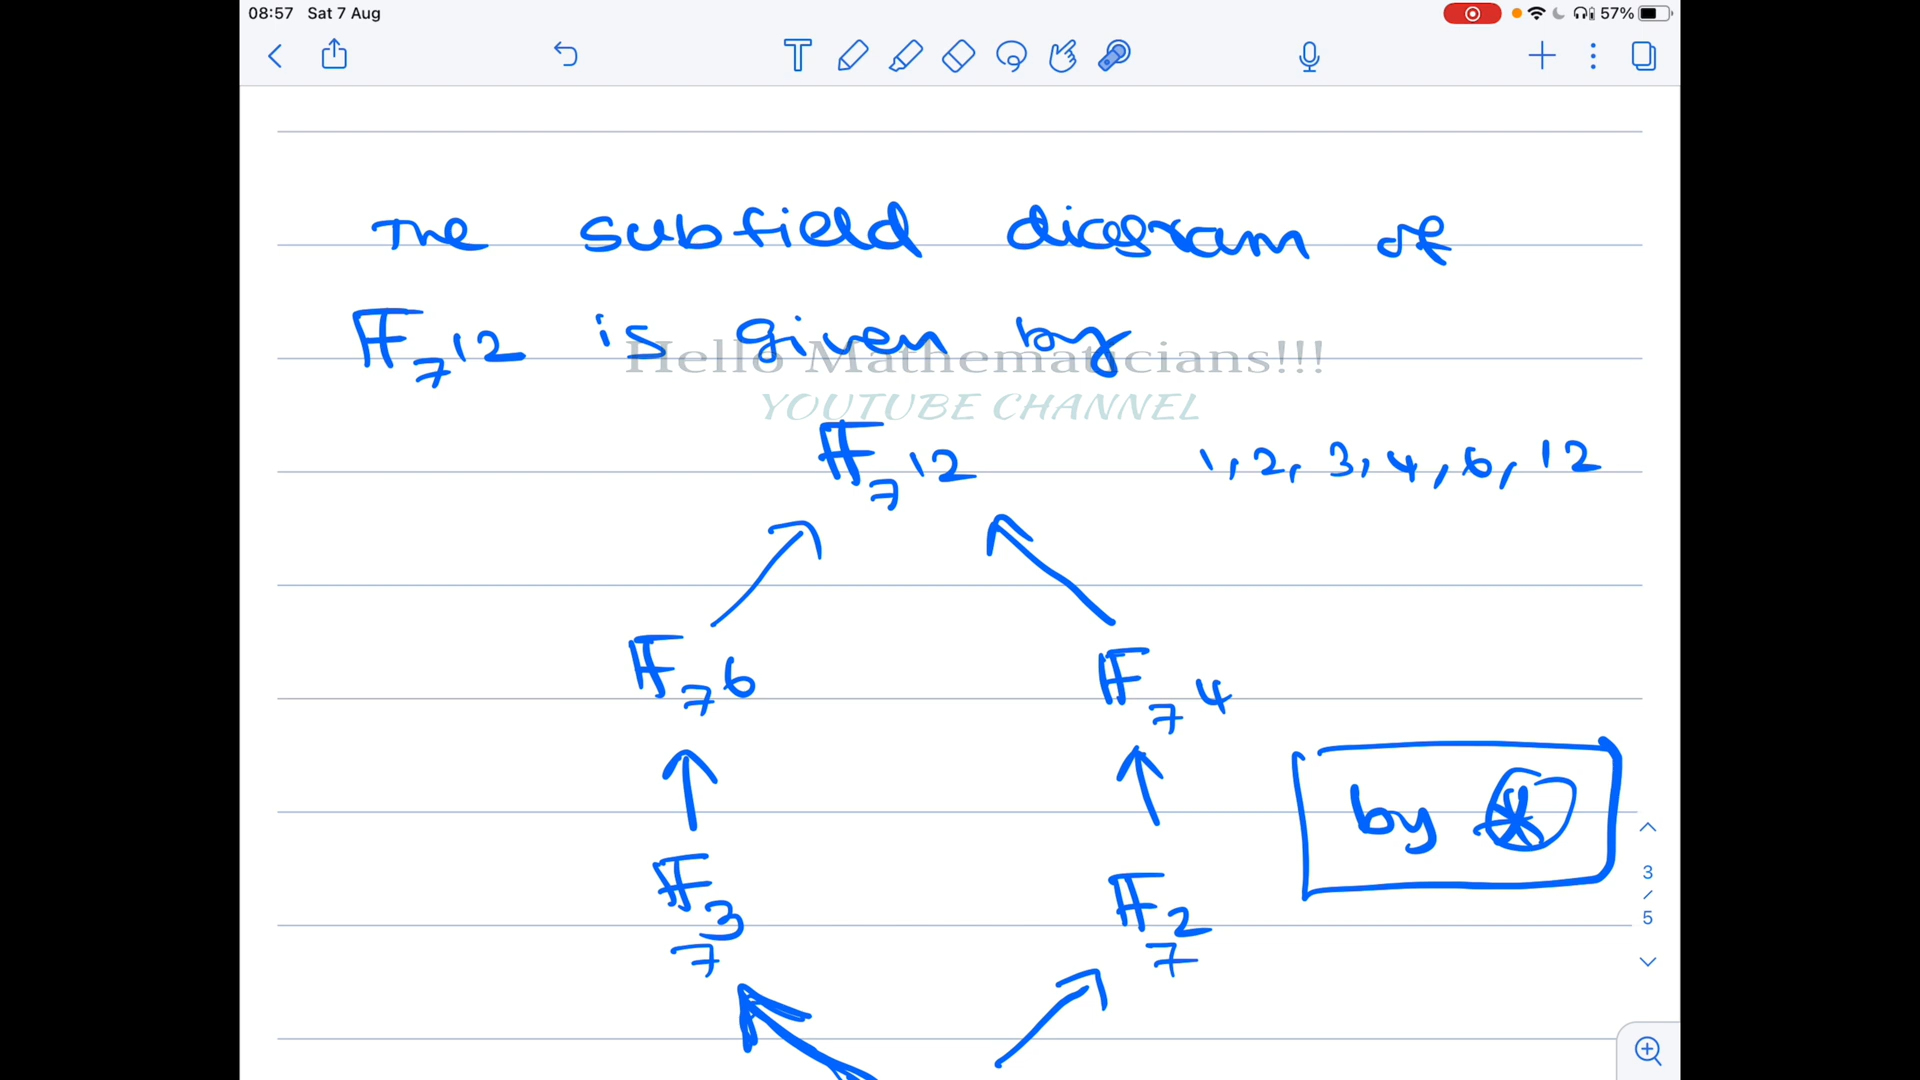 08:57 Sat 7 Aug 57%
The subfield diagram of
𝔽_7^12 is given by
Hello Mathematicians!!!
YOUTUBE CHANNEL
𝔽_7^12 1, 2, 3, 4, 6, 12
𝔽_7^6 𝔽_7^4
by ⊛
𝔽_7^3 𝔽_7^2
3
/
5